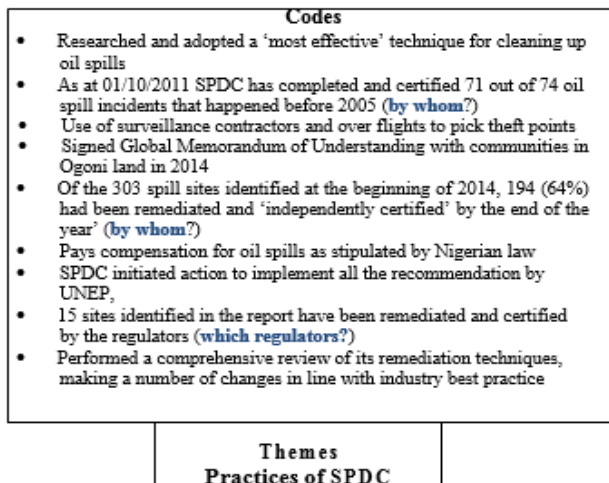 Codes
• Researched and adopted a ‘most effective’ technique for cleaning up
oil spills
• As at 01/10/2011 SPDC has completed and certified 71 out of 74 oil
spill incidents that happened before 2005 (by whom?)
• Use of surveillance contractors and over flights to pick theft points
• Signed Global Memorandum of Understanding with communities in
Ogoni land in 2014
• Of the 303 spill sites identified at the beginning of 2014, 194 (64%)
had been remediated and ‘independently certified’ by the end of the
year’ (by whom?)
• Pays compensation for oil spills as stipulated by Nigerian law
• SPDC initiated action to implement all the recommendation by
UNEP,
• 15 sites identified in the report have been remediated and certified
by the regulators (which regulators?)
• Performed a comprehensive review of its remediation techniques,
making a number of changes in line with industry best practice
Themes
Practices of SPDC